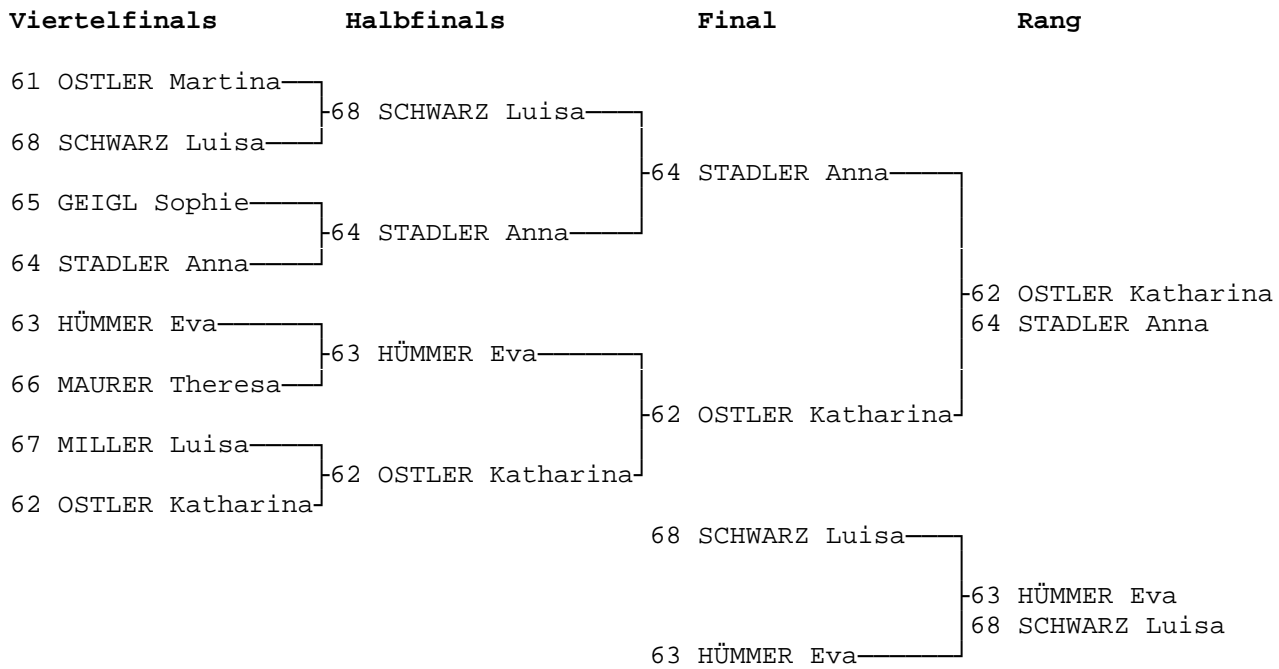 Viertelfinals Halbfinals Final Rang
61 OSTLER Martina
68 SCHWARZ Luisa
68 SCHWARZ Luisa
64 STADLER Anna
65 GEIGL Sophie
64 STADLER Anna
64 STADLER Anna
62 OSTLER Katharina
63 HÜMMER Eva
64 STADLER Anna
63 HÜMMER Eva
66 MAURER Theresa
62 OSTLER Katharina
67 MILLER Luisa
62 OSTLER Katharina
62 OSTLER Katharina
68 SCHWARZ Luisa
63 HÜMMER Eva
68 SCHWARZ Luisa
63 HÜMMER Eva